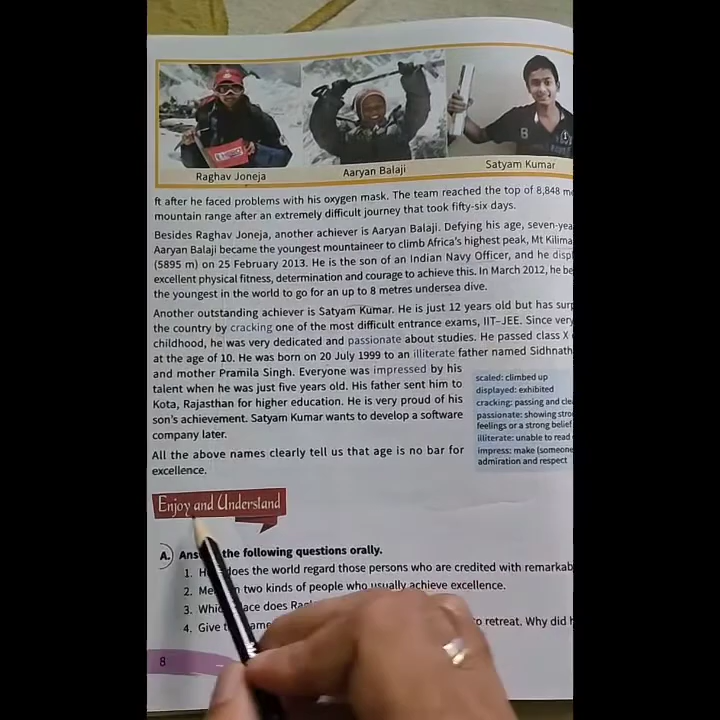 Raghav Joneja
Aaryan Balaji
Satyam Kumar
ft after he faced problems with his oxygen mask. The team reached the top of 8,848 m
mountain range after an extremely difficult journey that took fifty-six days.
Besides Raghav Joneja, another achiever is Aaryan Balaji. Defying his age, seven-yea
Aaryan Balaji became the youngest mountaineer to climb Africa's highest peak, Mt Kilima
(5895 m) on 25 February 2013. He is the son of an Indian Navy Officer, and he disp
excellent physical fitness, determination and courage to achieve this. In March 2012, he be
the youngest in the world to go for an up to 8 metres undersea dive.
Another outstanding achiever is Satyam Kumar. He is just 12 years old but has surp
the country by cracking one of the most difficult entrance exams, IIT–JEE. Since very
childhood, he was very dedicated and passionate about studies. He passed class X
at the age of 10. He was born on 20 July 1999 to an illiterate father named Sidhnath
and mother Pramila Singh. Everyone was impressed by his
talent when he was just five years old. His father sent him to
Kota, Rajasthan for higher education. He is very proud of his
son's achievement. Satyam Kumar wants to develop a software
company later.
All the above names clearly tell us that age is no bar for
excellence.
scaled: climbed up
displayed: exhibited
cracking: passing and cle
passionate: showing stro
feelings or a strong belief
illiterate: unable to read
impress: make (someone
admiration and respect
Enjoy and Understand
A. Ans the following questions orally.
1. H does the world regard those persons who are credited with remarkab
2. Me n two kinds of people who usually achieve excellence.
3. Whic ace does Rag
4. Give t ame o retreat. Why did h
8